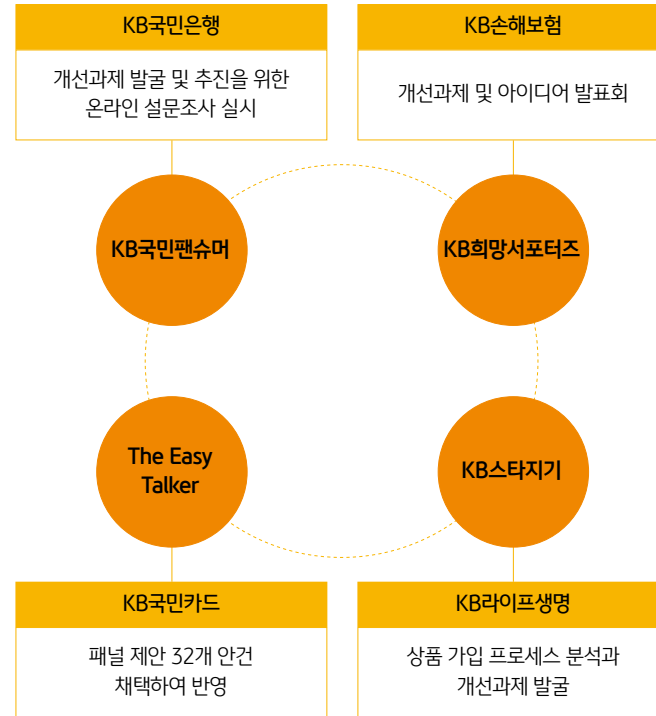 KB국민은행
개선과제 발굴 및 추진을 위한
온라인 설문조사 실시
KB손해보험
개선과제 및 아이디어 발표회
KB국민팬슈머
KB희망서포터즈
The Easy
Talker
KB스타지기
KB국민카드
패널 제안 32개 안건
채택하여 반영
KB라이프생명
상품 가입 프로세스 분석과
개선과제 발굴